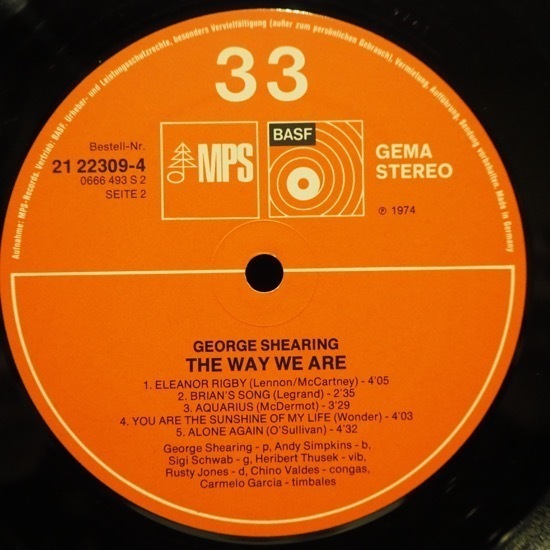 Aufnahme: MPS-Records. Vertrieb: BASF, Urheber- und Leistungsschutzrechte, besonders Vervielfältigung (außer zum persönlichen Gebrauch), Vermietung, Aufführung, Sendung vorbehalten. Made in Germany
33
Bestell-Nr.
21 22309-4
0666 493 S 2
SEITE 2
MPS
BASF
GEMA
STEREO
℗ 1974
GEORGE SHEARING
THE WAY WE ARE
1. ELEANOR RIGBY (Lennon/McCartney) - 4'05
2. BRIAN'S SONG (Legrand) - 2'35
3. AQUARIUS (McDermot) - 3'29
4. YOU ARE THE SUNSHINE OF MY LIFE (Wonder) - 4'03
5. ALONE AGAIN (O'Sullivan) - 4'32
George Shearing - p, Andy Simpkins - b,
Sigi Schwab - g, Heribert Thusek - vib,
Rusty Jones - d, Chino Valdes - congas,
Carmelo Garcia - timbales